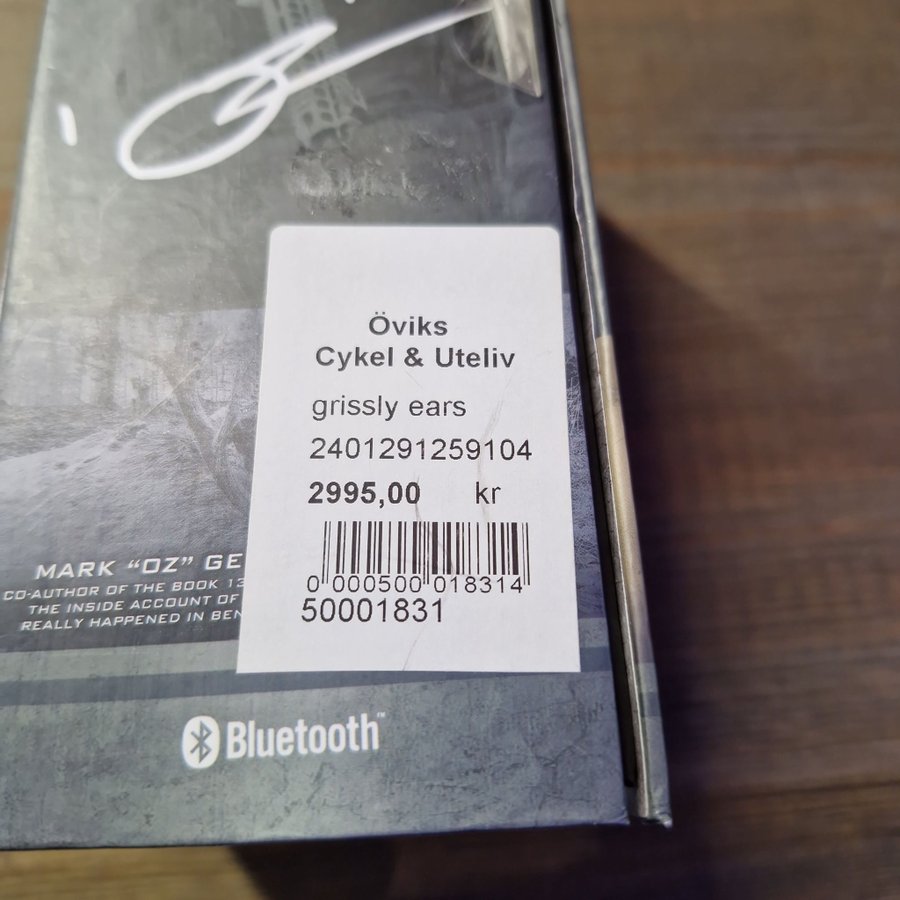 Öviks
Cykel & Uteliv
grissly ears
2401291259104
2995,00 kr
0 000500 018314
50001831
MARK “OZ” GE
CO-AUTHOR OF THE BOOK 13
THE INSIDE ACCOUNT OF
REALLY HAPPENED IN BEN
Bluetooth™